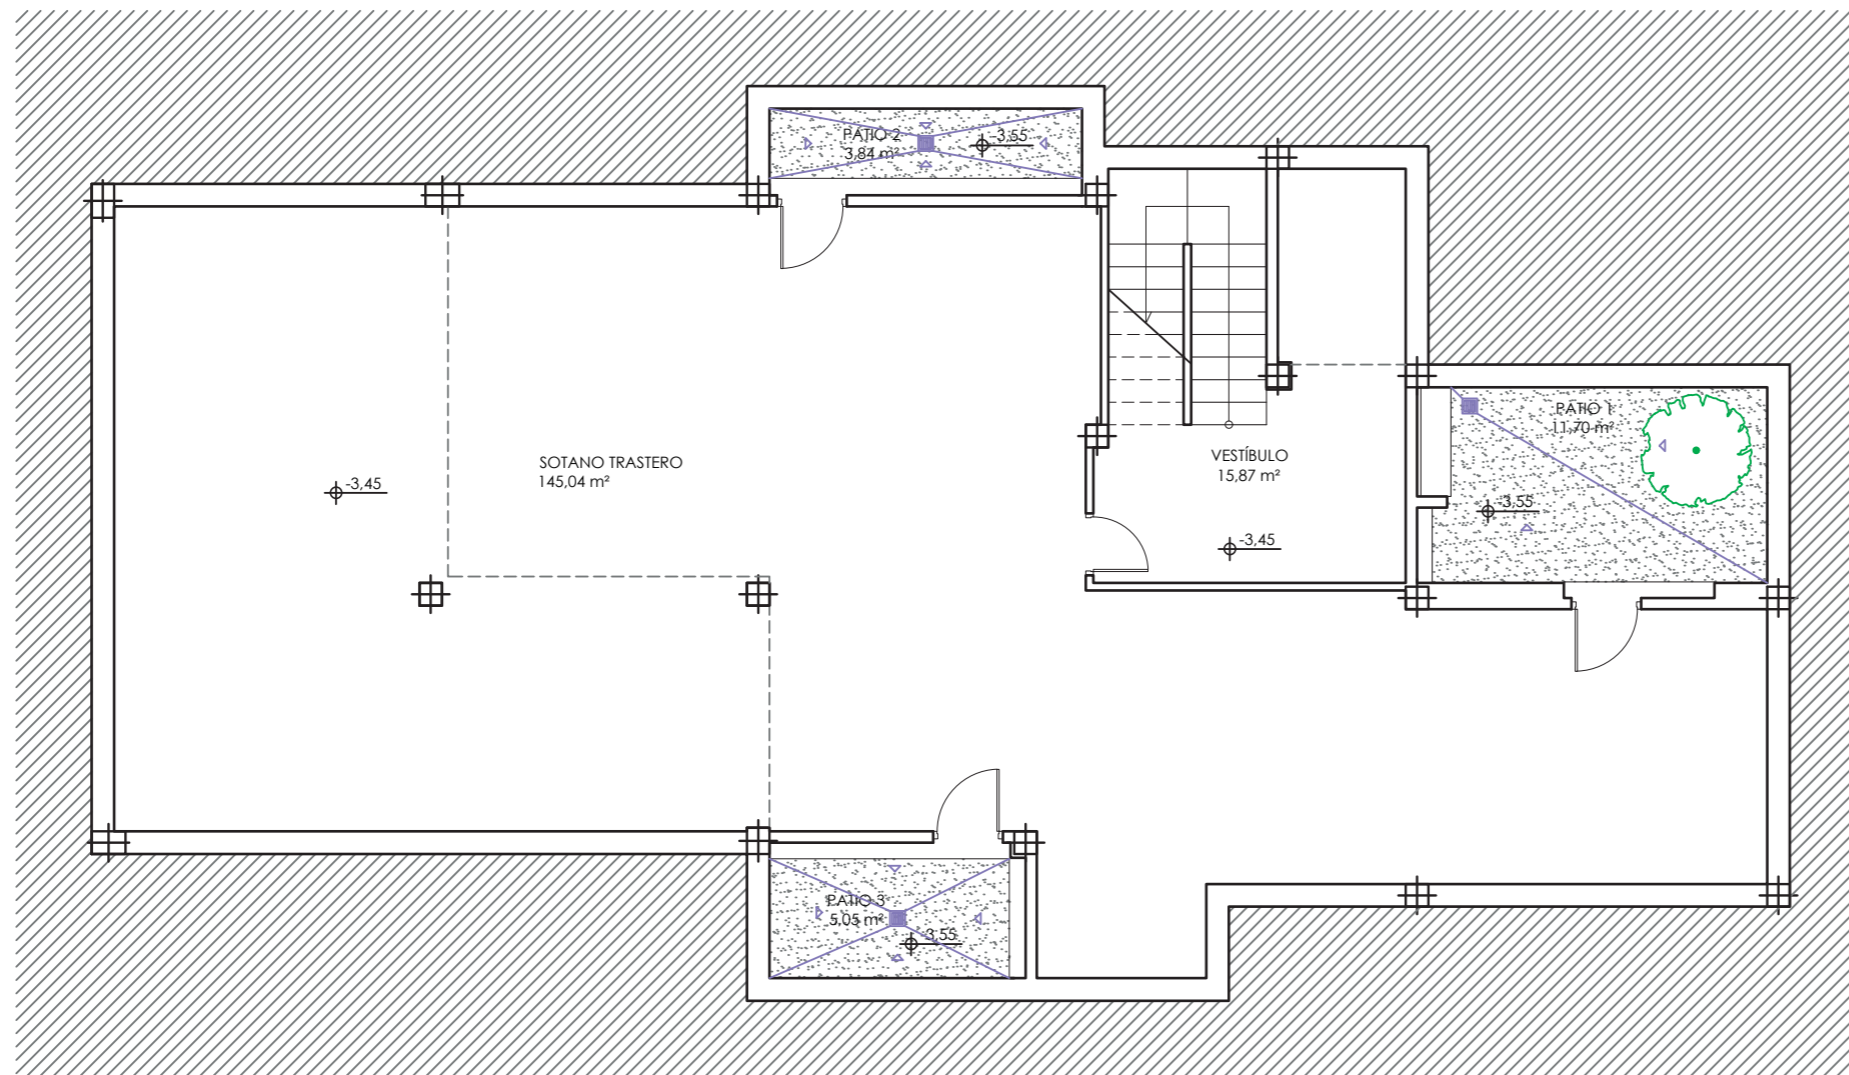 PATIO 2
3,84 m²
-3,55
PATIO 1
11,70 m²
SOTANO TRASTERO
145,04 m²
-3,45
VESTÍBULO
15,87 m²
-3,55
-3,45
PATIO 3
5,05 m²
-3,55